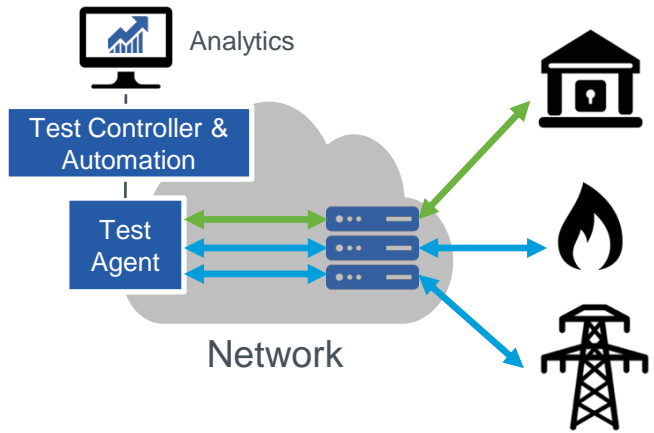 Analytics
Test Controller &
Automation
Test
Agent
Network